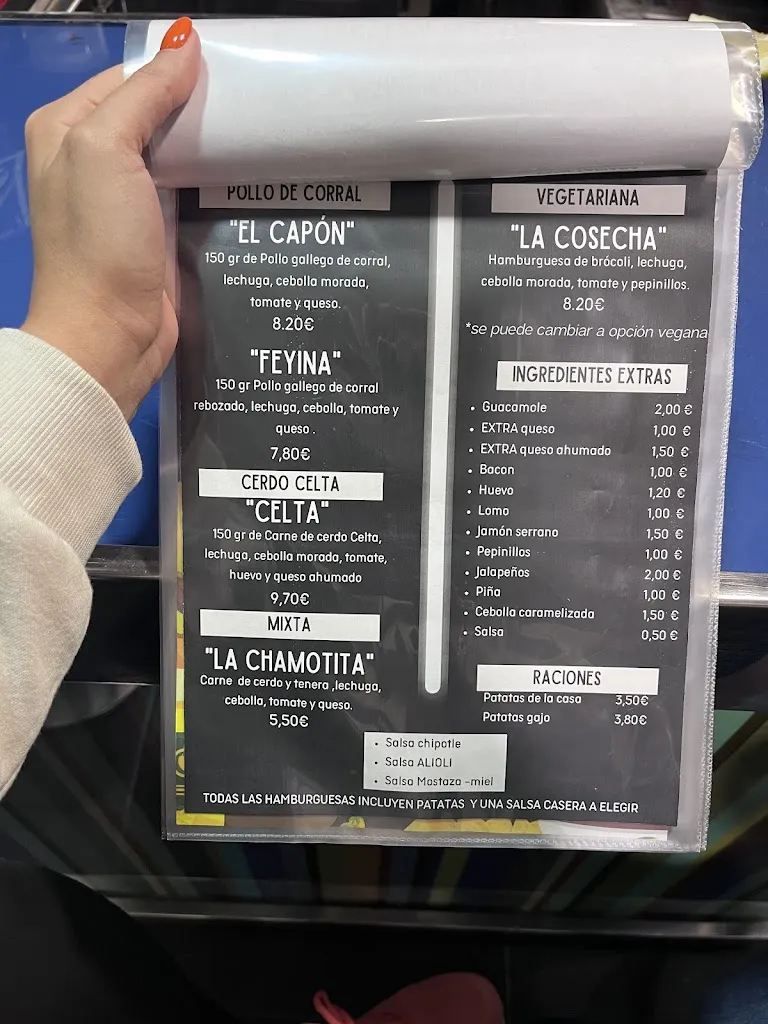 POLLO DE CORRAL
"EL CAPÓN"
150 gr de Pollo gallego de corral,
lechuga, cebolla morada,
tomate y queso.
8.20€
"FEYINA"
150 gr Pollo gallego de corral
rebozado, lechuga, cebolla, tomate y
queso .
7,80€
CERDO CELTA
"CELTA"
150 gr de Carne de cerdo Celta,
lechuga, cebolla morada, tomate,
huevo y queso ahumado
9,70€
MIXTA
"LA CHAMOTITA"
Carne de cerdo y tenera ,lechuga,
cebolla, tomate y queso.
5,50€
VEGETARIANA
"LA COSECHA"
Hamburguesa de brócoli, lechuga,
cebolla morada, tomate y pepinillos.
8.20€
*se puede cambiar a opción vegana
INGREDIENTES EXTRAS
• Guacamole 2,00 €
• EXTRA queso 1,00 €
• EXTRA queso ahumado 1,50 €
• Bacon 1,00 €
• Huevo 1,20 €
• Lomo 1,00 €
• Jamón serrano 1,50 €
• Pepinillos 1,00 €
• Jalapeños 2,00 €
• Piña 1,00 €
• Cebolla caramelizada 1,50 €
• Salsa 0,50 €
RACIONES
Patatas de la casa 3,50€
Patatas gajo 3,80€
• Salsa chipotle
• Salsa ALiOLI
• Salsa Mostaza -miel
TODAS LAS HAMBURGUESAS INCLUYEN PATATAS Y UNA SALSA CASERA A ELEGIR